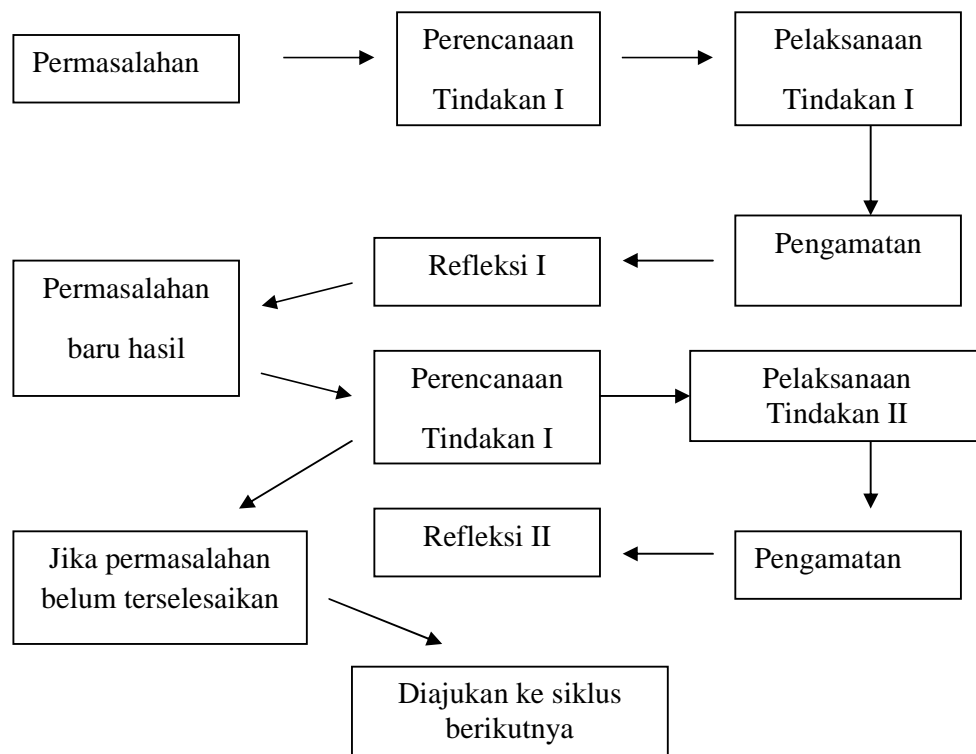 Permasalahan
Perencanaan
Tindakan I
Pelaksanaan
Tindakan I
Pengamatan
Refleksi I
Permasalahan
baru hasil
Perencanaan
Tindakan I
Pelaksanaan
Tindakan II
Pengamatan
Refleksi II
Jika permasalahan
belum terselesaikan
Diajukan ke siklus
berikutnya